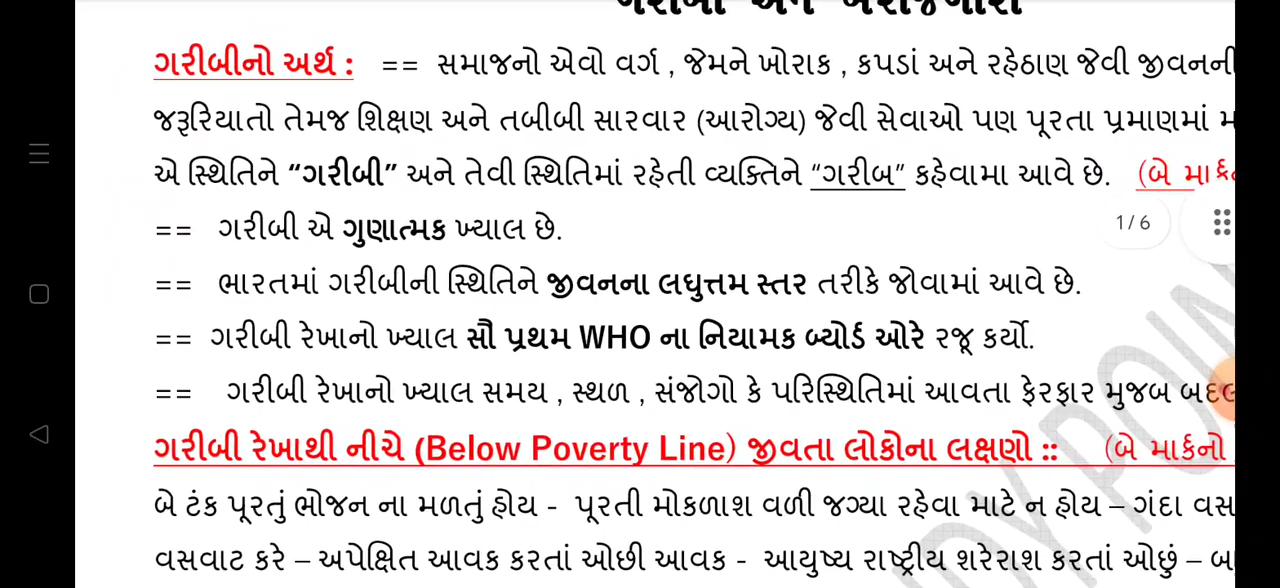 ગરીબી અને બેરોજગારી
ગરીબીનો અર્થ : == સમાજનો એવો વર્ગ , જેમને ખોરાક , કપડાં અને રહેઠાણ જેવી જીવનની
જરૂરિયાતો તેમજ શિક્ષણ અને તબીબી સારવાર (આરોગ્ય) જેવી સેવાઓ પણ પૂરતા પ્રમાણમાં
એ સ્થિતિને “ગરીબી” અને તેવી સ્થિતિમાં રહેતી વ્યક્તિને “ગરીબ” કહેવામા આવે છે. (બે
== ગરીબી એ ગુણાત્મક ખ્યાલ છે.
1/6
== ભારતમાં ગરીબીની સ્થિતિને જીવનના લઘુત્તમ સ્તર તરીકે જોવામાં આવે છે.
== ગરીબી રેખાનો ખ્યાલ સૌ પ્રથમ WHO ના નિયામક બ્યોર્ડ ઓરે રજૂ કર્યો.
== ગરીબી રેખાનો ખ્યાલ સમય , સ્થળ , સંજોગો કે પરિસ્થિતિમાં આવતા ફેરફાર મુજબ
ગરીબી રેખાથી નીચે (Below Poverty Line) જીવતા લોકોના લક્ષણો :: (બે માર્કનો
બે ટંક પૂરતું ભોજન ના મળતું હોય - પૂરતી મોકળાશ વળી જગ્યા રહેવા માટે ન હોય – ગંદા
વસવાટ કરે – અપેક્ષિત આવક કરતાં ઓછી આવક - આયુષ્ય રાષ્ટ્રીય શરેરાશ કરતાં ઓછું –